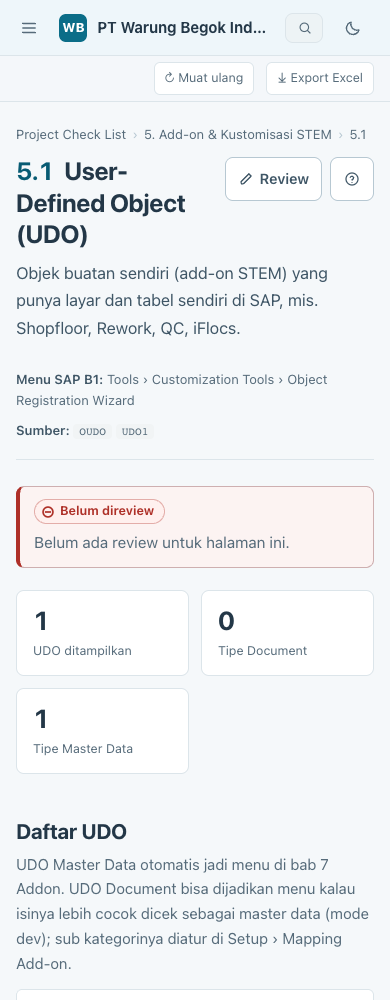 WB PT Warung Begok Ind...
Muat ulang Export Excel
Project Check List › 5. Add-on & Kustomisasi STEM › 5.1
5.1 User-
Defined Object
(UDO)
Review
Objek buatan sendiri (add-on STEM) yang
punya layar dan tabel sendiri di SAP, mis.
Shopfloor, Rework, QC, iFlocs.
Menu SAP B1: Tools › Customization Tools › Object
Registration Wizard
Sumber: OUDO UDO1
Belum direview
Belum ada review untuk halaman ini.
1
UDO ditampilkan
0
Tipe Document
1
Tipe Master Data
Daftar UDO
UDO Master Data otomatis jadi menu di bab 7
Addon. UDO Document bisa dijadikan menu kalau
isinya lebih cocok dicek sebagai master data (mode
dev); sub kategorinya diatur di Setup › Mapping
Add-on.